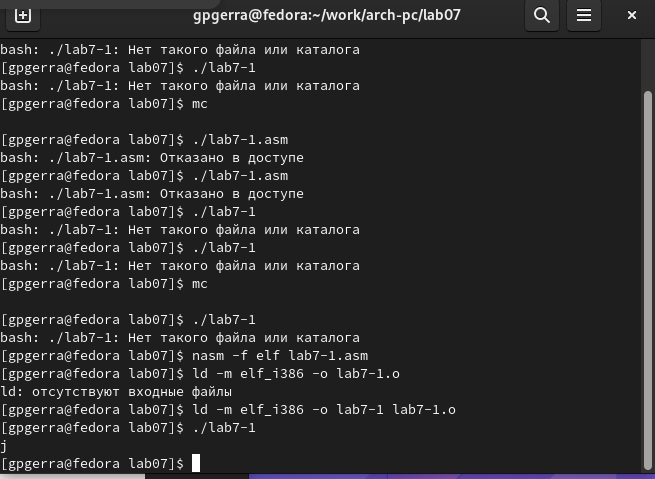 gpgerra@fedora:~/work/arch-pc/lab07
bash: ./lab7-1: Нет такого файла или каталога
[gpgerra@fedora lab07]$ ./lab7-1
bash: ./lab7-1: Нет такого файла или каталога
[gpgerra@fedora lab07]$ mc
[gpgerra@fedora lab07]$ ./lab7-1.asm
bash: ./lab7-1.asm: Отказано в доступе
[gpgerra@fedora lab07]$ ./lab7-1.asm
bash: ./lab7-1.asm: Отказано в доступе
[gpgerra@fedora lab07]$ ./lab7-1
bash: ./lab7-1: Нет такого файла или каталога
[gpgerra@fedora lab07]$ ./lab7-1
bash: ./lab7-1: Нет такого файла или каталога
[gpgerra@fedora lab07]$ mc
[gpgerra@fedora lab07]$ ./lab7-1
bash: ./lab7-1: Нет такого файла или каталога
[gpgerra@fedora lab07]$ nasm -f elf lab7-1.asm
[gpgerra@fedora lab07]$ ld -m elf_i386 -o lab7-1.o
ld: отсутствуют входные файлы
[gpgerra@fedora lab07]$ ld -m elf_i386 -o lab7-1 lab7-1.o
[gpgerra@fedora lab07]$ ./lab7-1
j
[gpgerra@fedora lab07]$